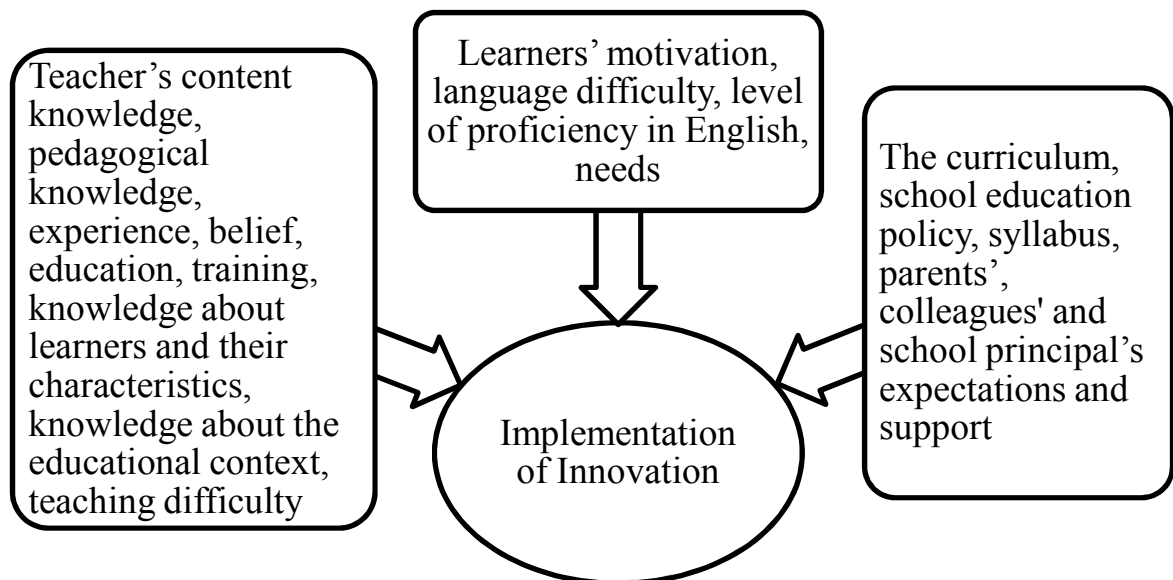 Teacher’s content
knowledge,
pedagogical
knowledge,
experience, belief,
education, training,
knowledge about
learners and their
characteristics,
knowledge about the
educational context,
teaching difficulty
Learners’ motivation,
language difficulty, level
of proficiency in English,
needs
The curriculum,
school education
policy, syllabus,
parents’,
colleagues' and
school principal’s
expectations and
support
Implementation
of Innovation